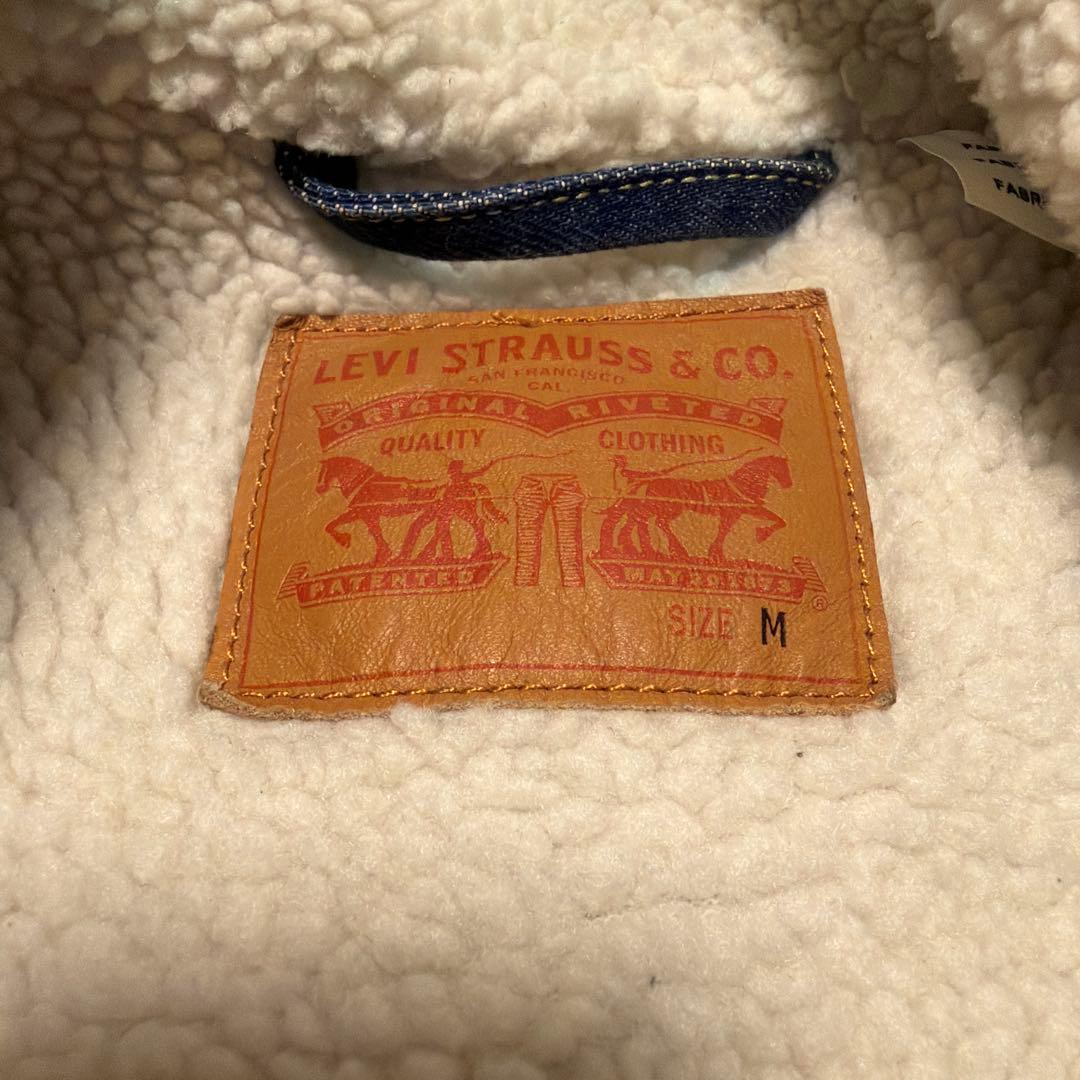 LEVI STRAUSS & CO.
SAN FRANCISCO
CAL.
ORIGINAL RIVETED
QUALITY CLOTHING
PATENTED MAY 20 1873
®
SIZE M